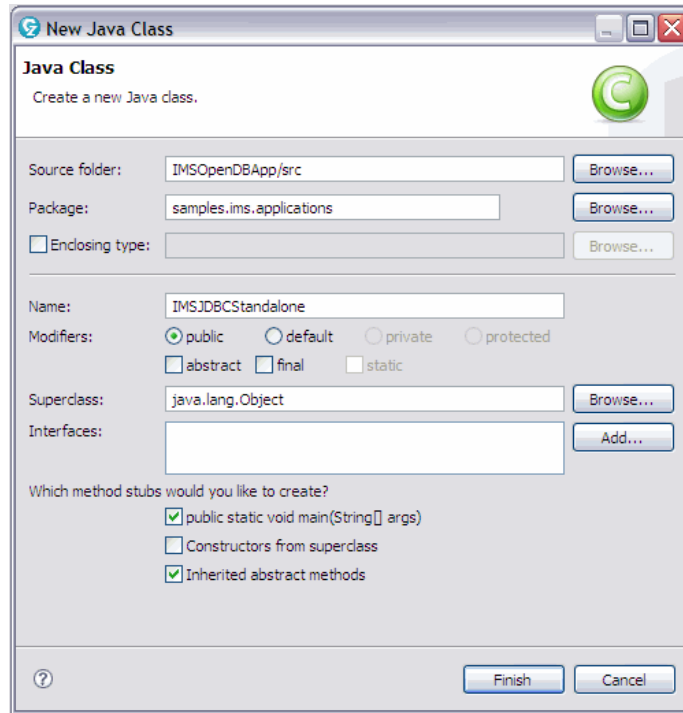 New Java Class
Java Class
Create a new Java class.
C
Source folder: IMSOpenDBApp/src Browse...
Package: samples.ims.applications Browse...
Enclosing type: Browse...
Name: IMSJDBCStandalone
Modifiers: public default private protected
abstract final static
Superclass: java.lang.Object Browse...
Interfaces: Add...
Which method stubs would you like to create?
public static void main(String[] args)
Constructors from superclass
Inherited abstract methods
? Finish Cancel